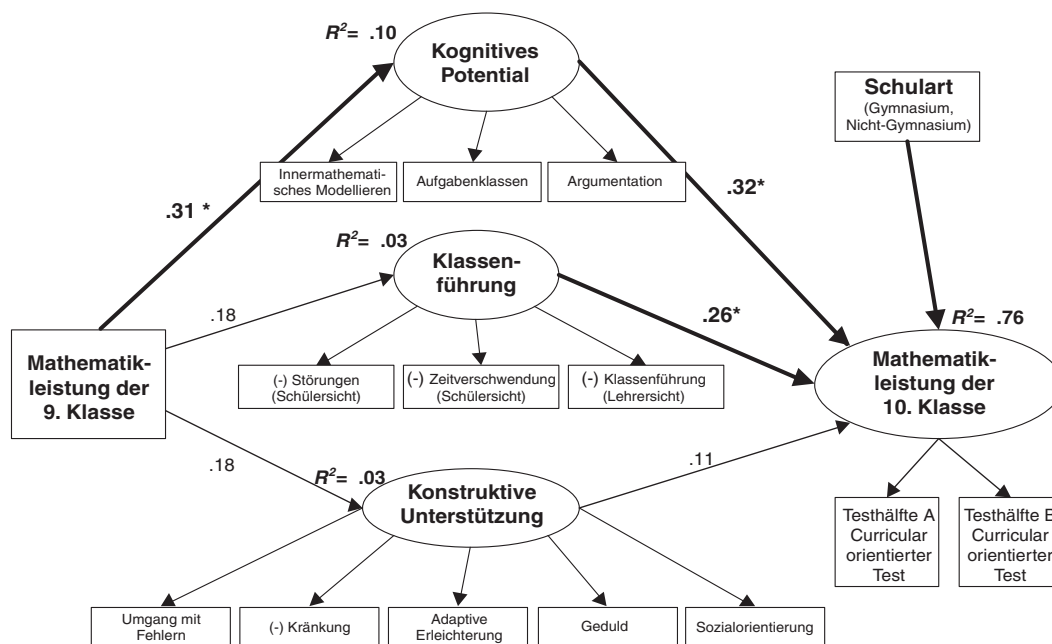 R²= .10
Kognitives
Potential
Schulart
(Gymnasium,
Nicht-Gymnasium)
Innermathemati-
sches Modellieren
Aufgabenklassen
Argumentation
.31 *
.32*
R²= .03
Klassen-
führung
.18
.26*
R²= .76
Mathematik-
leistung der
9. Klasse
(-) Störungen
(Schülersicht)
(-) Zeitverschwendung
(Schülersicht)
(-) Klassenführung
(Lehrersicht)
Mathematik-
leistung der
10. Klasse
.18
R²= .03
.11
Konstruktive
Unterstützung
Testhälfte A
Curricular
orientierter
Test
Testhälfte B
Curricular
orientierter
Test
Umgang mit
Fehlern
(-) Kränkung
Adaptive
Erleichterung
Geduld
Sozialorientierung